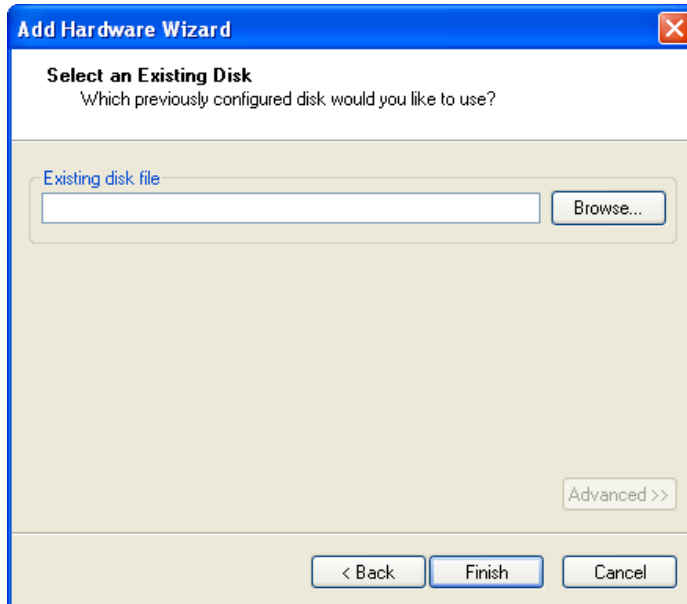 Add Hardware Wizard
Select an Existing Disk
Which previously configured disk would you like to use?
Existing disk file
Browse...
Advanced >>
< Back
Finish
Cancel